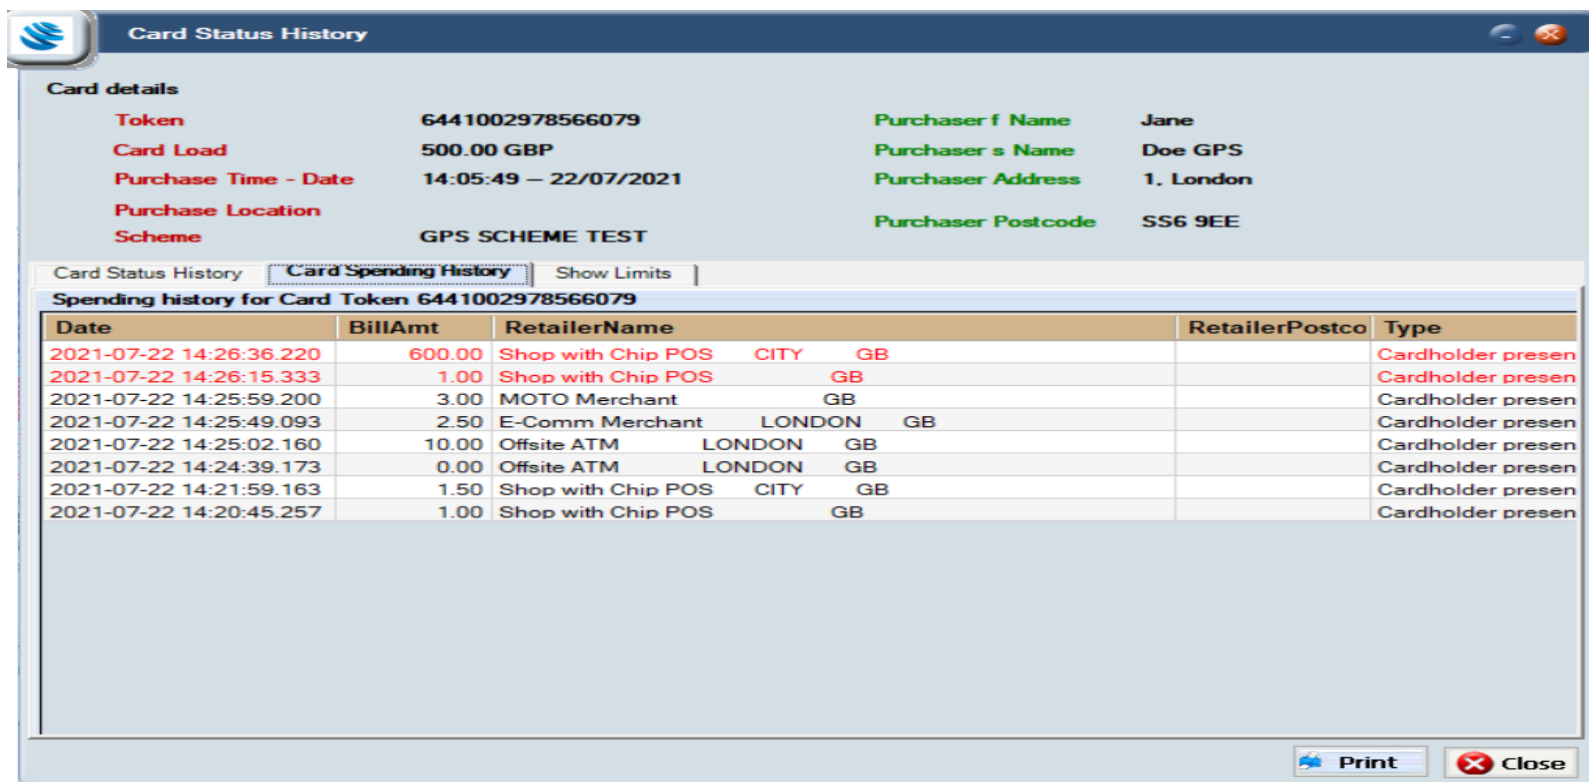 Card Status History
Card details
Token 6441002978566079 Purchaser f Name Jane
Card Load 500.00 GBP Purchaser s Name Doe GPS
Purchase Time - Date 14:05:49 – 22/07/2021 Purchaser Address 1, London
Purchase Location
Purchaser Postcode SS6 9EE
Scheme GPS SCHEME TEST
Card Status History Card Spending History Show Limits
Spending history for Card Token 6441002978566079
Date BillAmt RetailerName RetailerPostco Type
2021-07-22 14:26:36.220 600.00 Shop with Chip POS CITY GB Cardholder presen
2021-07-22 14:26:15.333 1.00 Shop with Chip POS GB Cardholder presen
2021-07-22 14:25:59.200 3.00 MOTO Merchant GB Cardholder presen
2021-07-22 14:25:49.093 2.50 E-Comm Merchant LONDON GB Cardholder presen
2021-07-22 14:25:02.160 10.00 Offsite ATM LONDON GB Cardholder presen
2021-07-22 14:24:39.173 0.00 Offsite ATM LONDON GB Cardholder presen
2021-07-22 14:21:59.163 1.50 Shop with Chip POS CITY GB Cardholder presen
2021-07-22 14:20:45.257 1.00 Shop with Chip POS GB Cardholder presen
Print Close